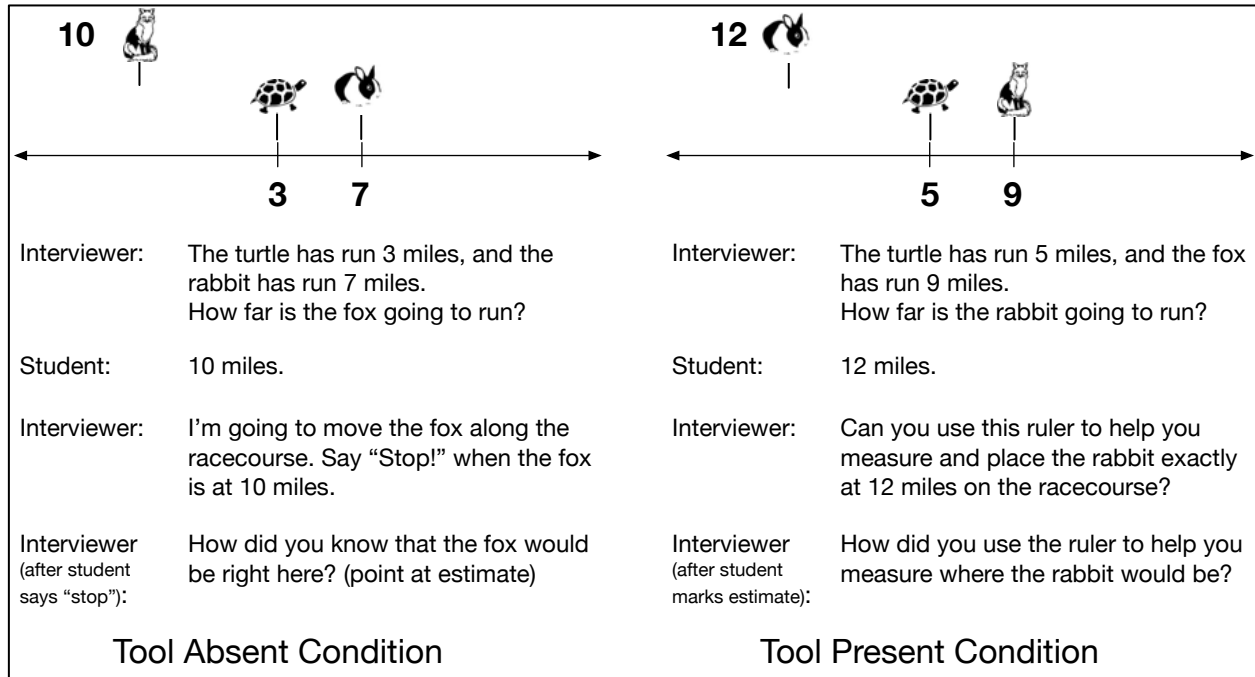 10
3 7
Interviewer: The turtle has run 3 miles, and the
rabbit has run 7 miles.
How far is the fox going to run?
Student: 10 miles.
Interviewer: I’m going to move the fox along the
racecourse. Say “Stop!” when the fox
is at 10 miles.
Interviewer How did you know that the fox would
(after student be right here? (point at estimate)
says “stop”):
Tool Absent Condition
12
5 9
Interviewer: The turtle has run 5 miles, and the fox
has run 9 miles.
How far is the rabbit going to run?
Student: 12 miles.
Interviewer: Can you use this ruler to help you
measure and place the rabbit exactly
at 12 miles on the racecourse?
Interviewer How did you use the ruler to help you
(after student measure where the rabbit would be?
marks estimate):
Tool Present Condition